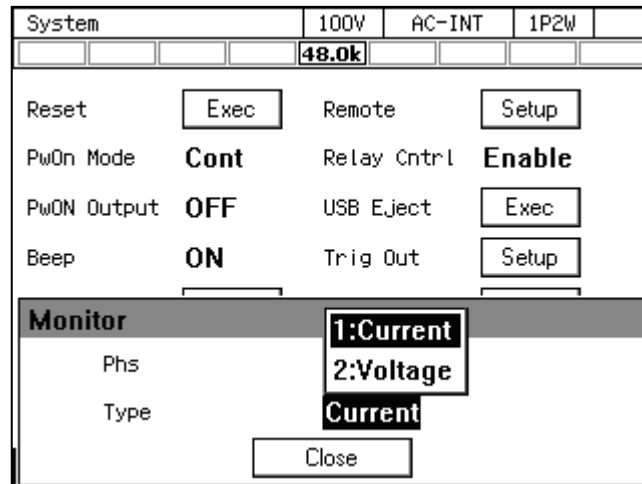 System 100V AC-INT 1P2W
48.0k
Reset Exec Remote Setup
PwOn Mode Cont Relay Cntrl Enable
PwON Output OFF USB Eject Exec
Beep ON Trig Out Setup
Monitor
1:Current
Phs 2:Voltage
Type Current
Close